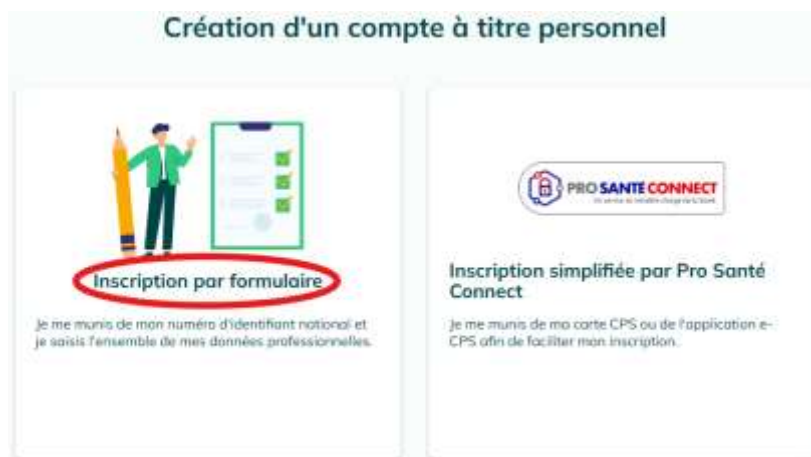 Création d'un compte à titre personnel
Inscription par formulaire
Je me munis de mon numéro d'identifiant national et
je saisis l'ensemble de mes données professionnelles.
PRO SANTÉ CONNECT
Inscription simplifiée par Pro Santé
Connect
Je me munis de ma carte CPS ou de l'application e-
CPS afin de faciliter mon inscription.